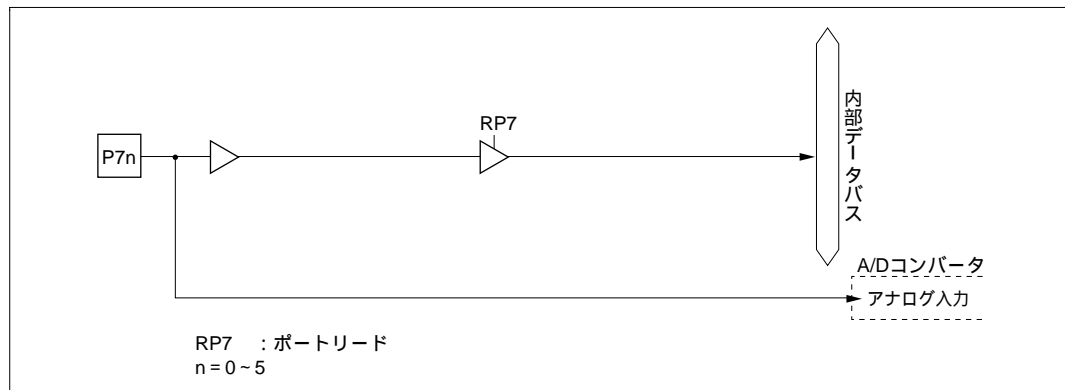 RP7
P7n
内部データバス
A/Dコンバータ
アナログ入力
RP7 :ポートリード
n = 0 ~ 5